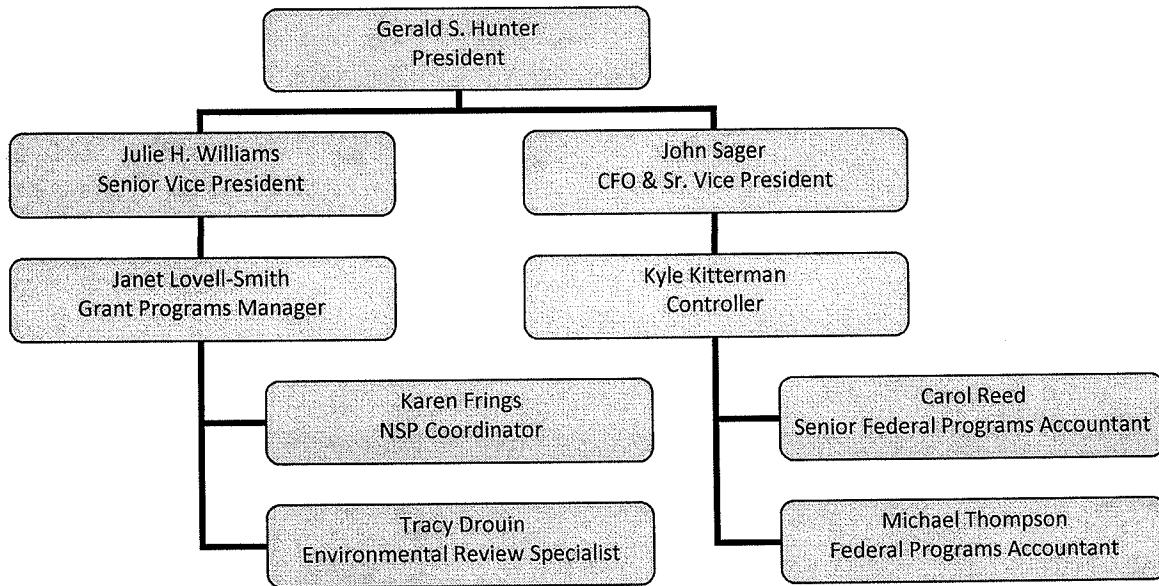 Gerald S. Hunter
President
Julie H. Williams
Senior Vice President
John Sager
CFO & Sr. Vice President
Janet Lovell-Smith
Grant Programs Manager
Kyle Kitterman
Controller
Karen Frings
NSP Coordinator
Carol Reed
Senior Federal Programs Accountant
Tracy Drouin
Environmental Review Specialist
Michael Thompson
Federal Programs Accountant